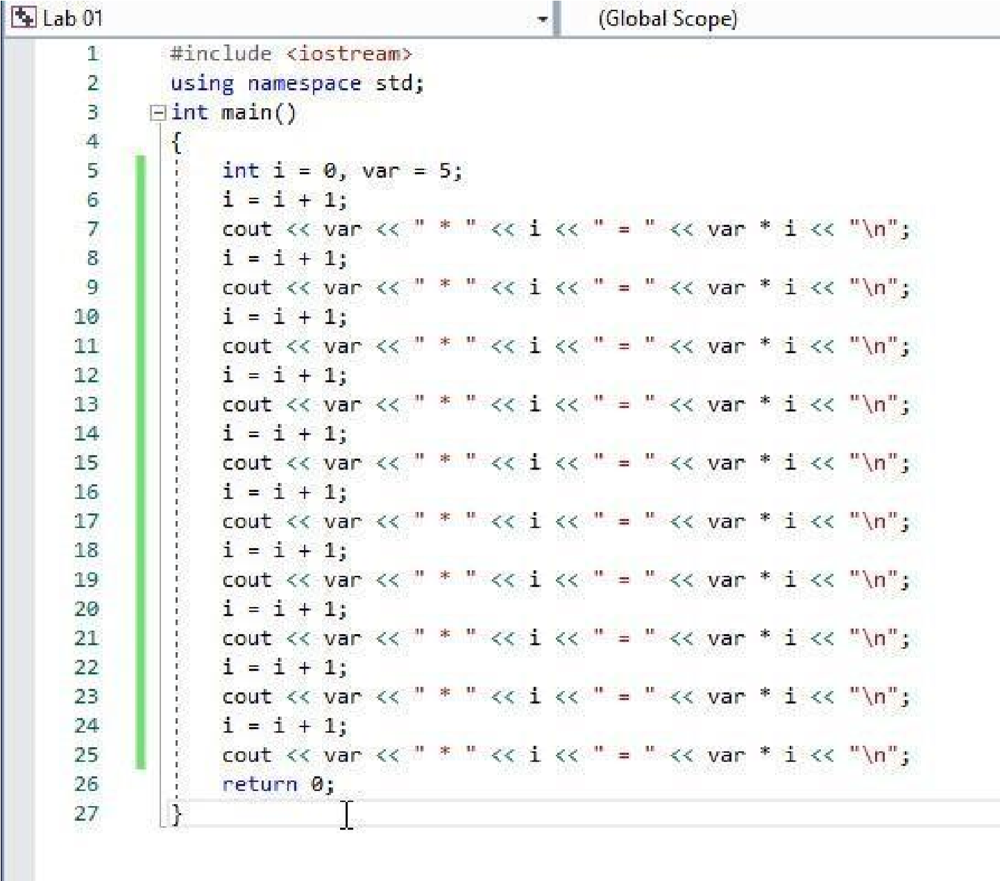 Lab 01 (Global Scope)
1 #include <iostream>
2 using namespace std;
3 int main()
4 {
5 int i = 0, var = 5;
6 i = i + 1;
7 cout << var << " * " << i << " = " << var * i << "\n";
8 i = i + 1;
9 cout << var << " * " << i << " = " << var * i << "\n";
10 i = i + 1;
11 cout << var << " * " << i << " = " << var * i << "\n";
12 i = i + 1;
13 cout << var << " * " << i << " = " << var * i << "\n";
14 i = i + 1;
15 cout << var << " * " << i << " = " << var * i << "\n";
16 i = i + 1;
17 cout << var << " * " << i << " = " << var * i << "\n";
18 i = i + 1;
19 cout << var << " * " << i << " = " << var * i << "\n";
20 i = i + 1;
21 cout << var << " * " << i << " = " << var * i << "\n";
22 i = i + 1;
23 cout << var << " * " << i << " = " << var * i << "\n";
24 i = i + 1;
25 cout << var << " * " << i << " = " << var * i << "\n";
26 return 0;
27 }